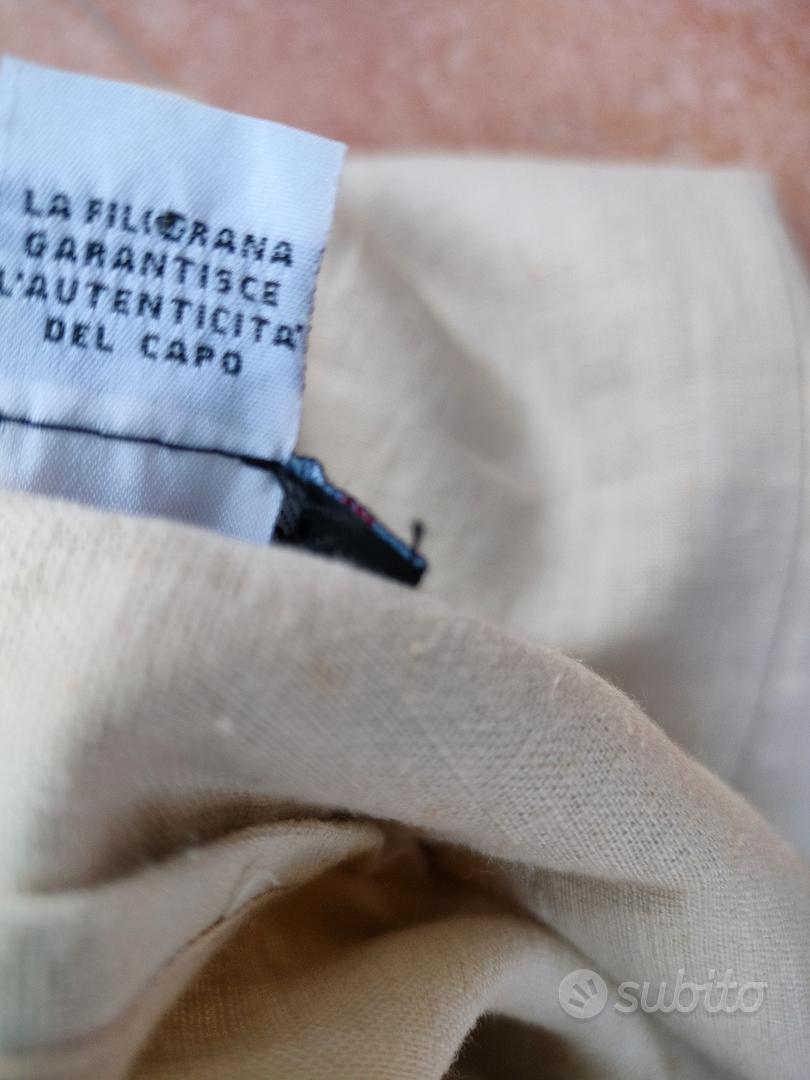 LA FILIGRANA
GARANTISCE
L'AUTENTICITA'
DEL CAPO
subito